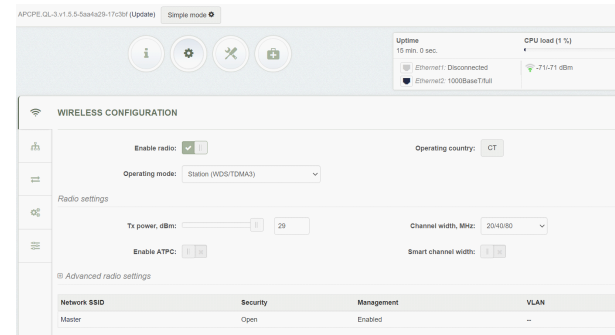 APCPE.QL-3.v1.5.5-5aa4a29-17c3bf (Update) Simple mode
Uptime CPU load (1 %)
15 min. 0 sec.
Ethernet1: Disconnected -71/-71 dBm
Ethernet2: 1000BaseT/full
WIRELESS CONFIGURATION
Enable radio: Operating country: CT
Operating mode: Station (WDS/TDMA3)
Radio settings
Tx power, dBm: 29 Channel width, MHz: 20/40/80
Enable ATPC: Smart channel width:
Advanced radio settings
Network SSID Security Management VLAN
Master Open Enabled --